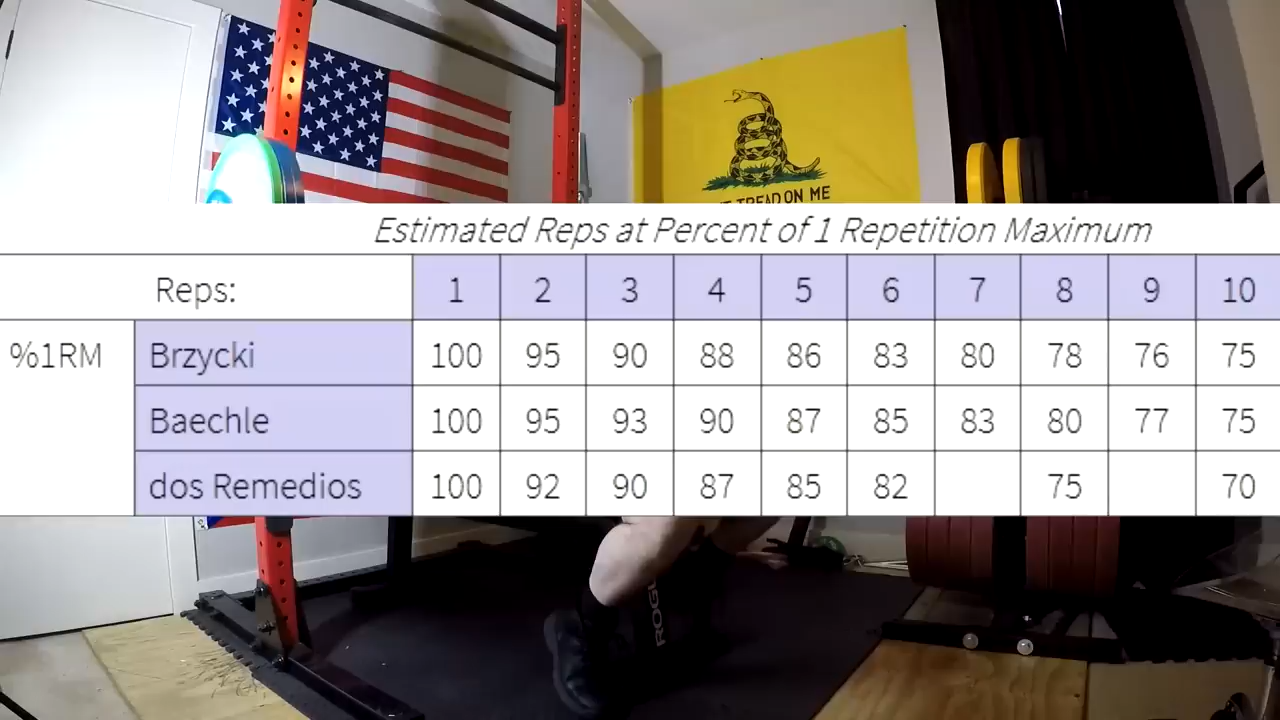 TREAD ON ME
Estimated Reps at Percent of 1 Repetition Maximum
Reps: 1 2 3 4 5 6 7 8 9 10
%1RM Brzycki 100 95 90 88 86 83 80 78 76 75
Baechle 100 95 93 90 87 85 83 80 77 75
dos Remedios 100 92 90 87 85 82 75 70
ROGU